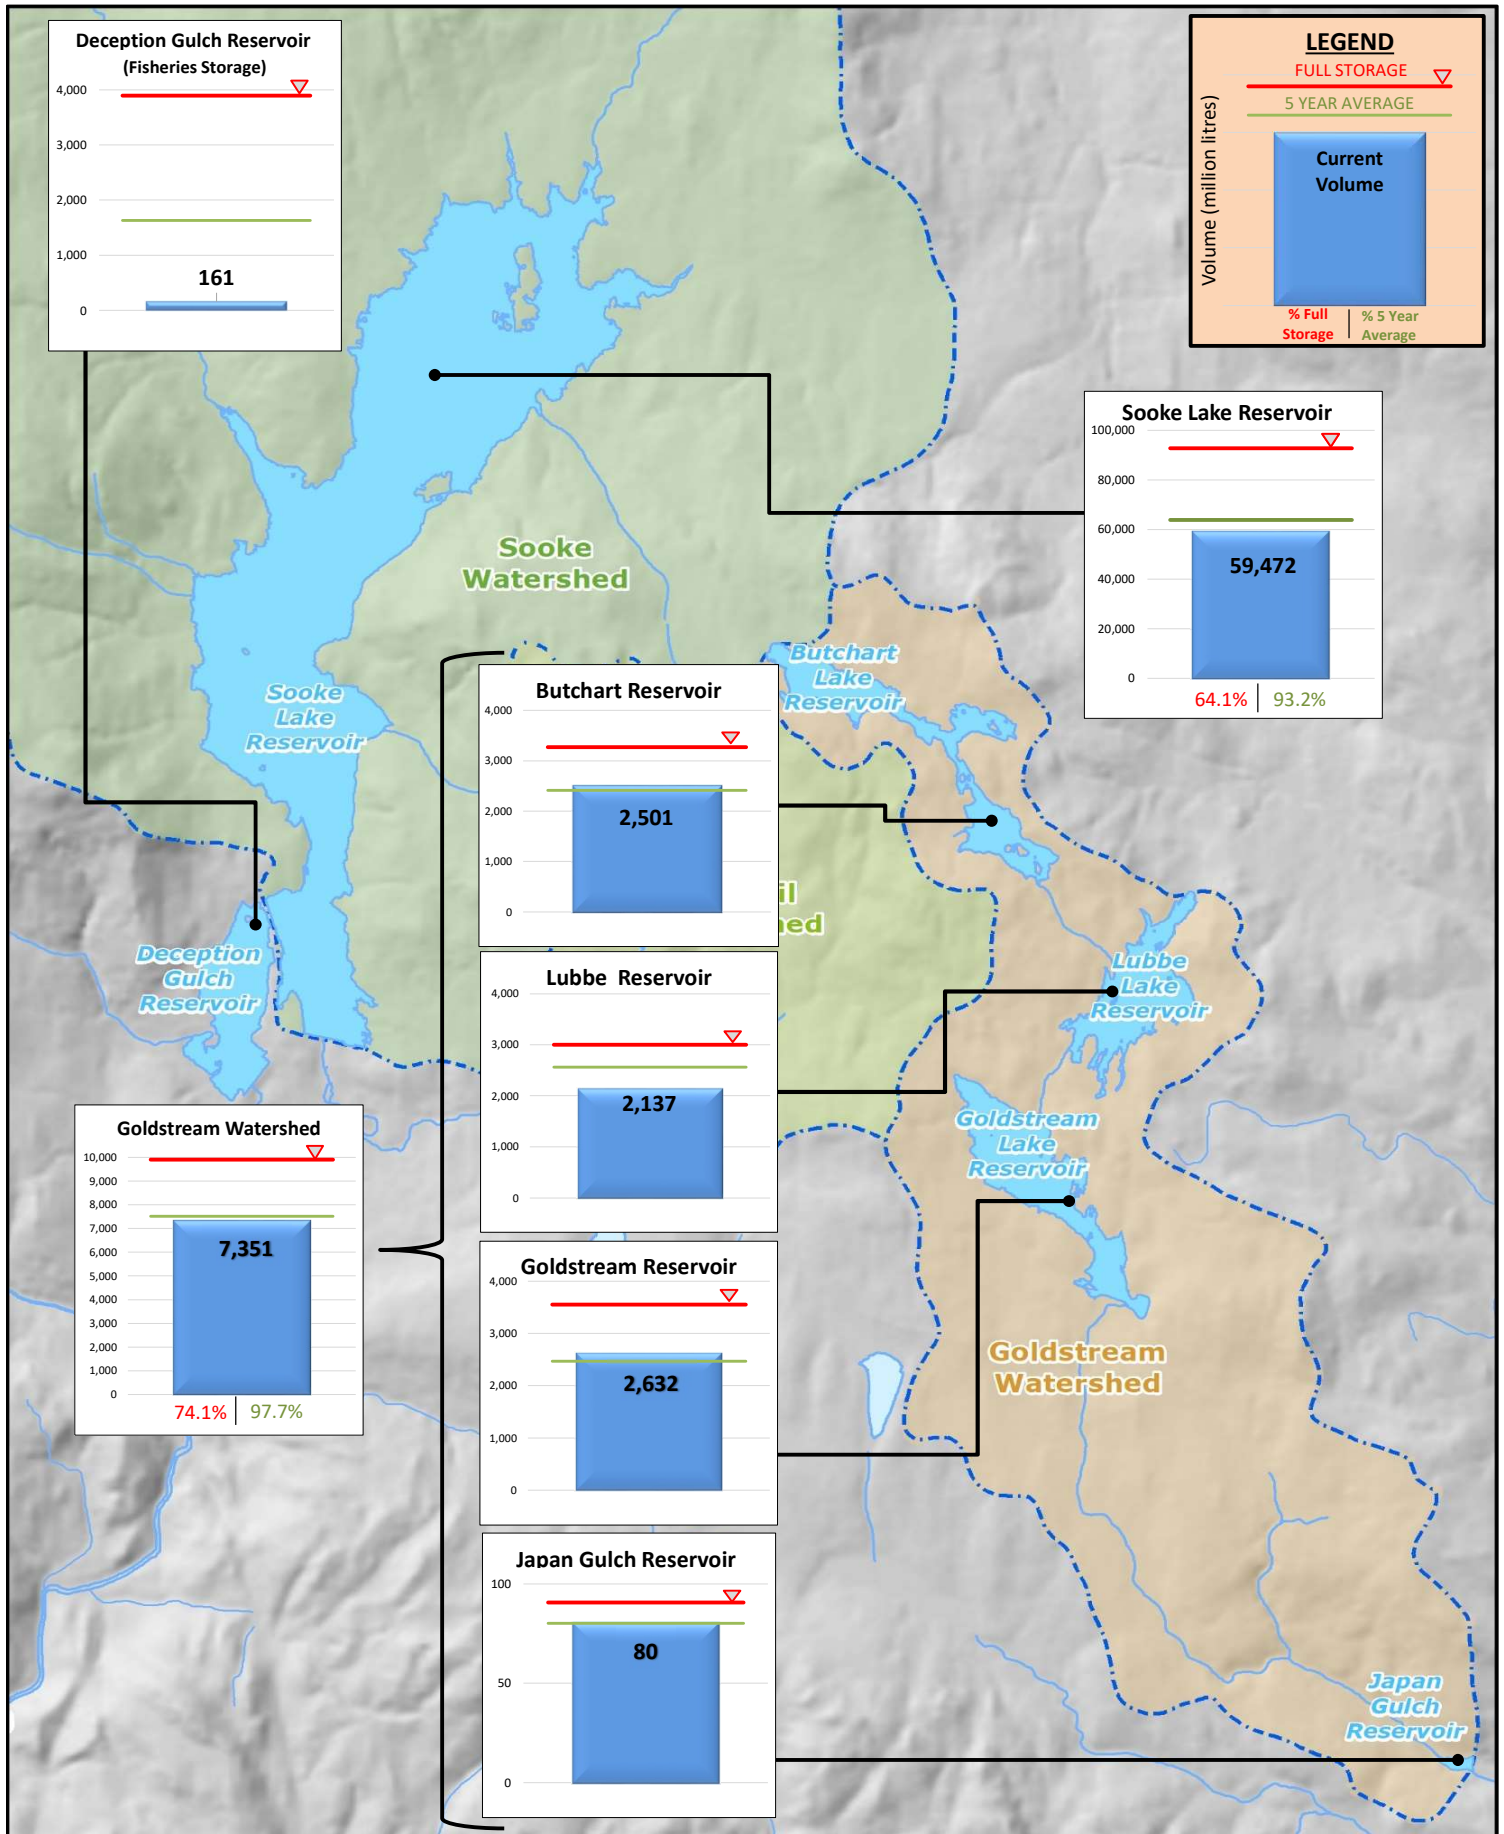 Deception Gulch Reservoir
(Fisheries Storage)
4,000
3,000
2,000
1,000
0
161
LEGEND
FULL STORAGE
5 YEAR AVERAGE
Volume (million litres)
Current
Volume
% Full
Storage
% 5 Year
Average
Sooke Lake Reservoir
100,000
80,000
60,000
40,000
20,000
0
59,472
64.1%
93.2%
Sooke
Watershed
Sooke
Lake
Reservoir
Butchart
Lake
Reservoir
Butchart Reservoir
4,000
3,000
2,000
1,000
0
2,501
il
ed
Deception
Gulch
Reservoir
Lubbe
Lake
Reservoir
Lubbe Reservoir
4,000
3,000
2,000
1,000
0
2,137
Goldstream
Lake
Reservoir
Goldstream Watershed
10,000
9,000
8,000
7,000
6,000
5,000
4,000
3,000
2,000
1,000
0
7,351
74.1%
97.7%
Goldstream Reservoir
4,000
3,000
2,000
1,000
0
2,632
Goldstream
Watershed
Japan Gulch Reservoir
100
50
0
80
Japan
Gulch
Reservoir